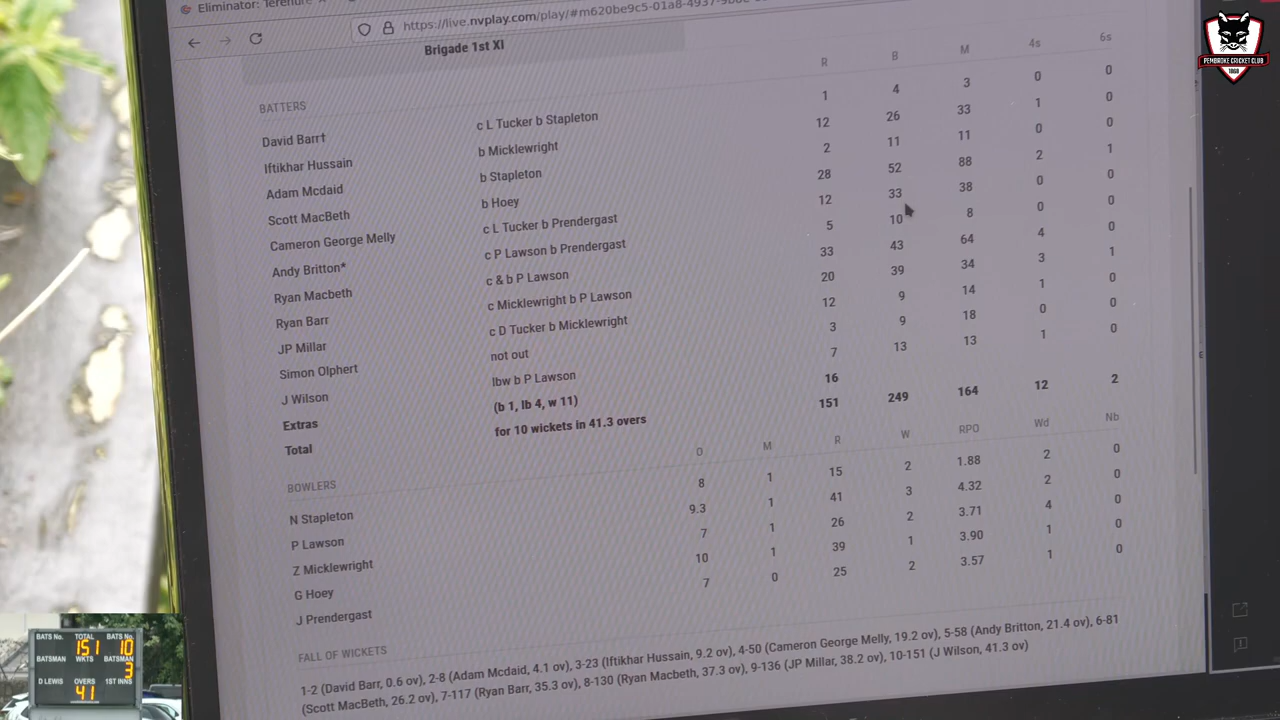 Eliminator: Terenure
https://live.nvplay.com/play/#m620be9c5-01a8-4937-
Brigade 1st XI
BATTERS R B M 4s 6s
David Barr† c L Tucker b Stapleton 1 4 3 0 0
Iftikhar Hussain b Micklewright 12 26 33 1 0
Adam Mcdaid b Stapleton 2 11 11 0 0
Scott MacBeth b Hoey 28 52 88 2 1
Cameron George Melly c L Tucker b Prendergast 12 33 38 0 0
Andy Britton* c P Lawson b Prendergast 5 10 8 0 0
Ryan Macbeth c & b P Lawson 33 43 64 4 0
Ryan Barr c Micklewright b P Lawson 20 39 34 3 1
JP Millar c D Tucker b Micklewright 12 9 14 1 0
Simon Olphert not out 3 9 18 0 0
J Wilson lbw b P Lawson 7 13 13 1 0
Extras (b 1, lb 4, w 11) 16
Total for 10 wickets in 41.3 overs 151 249 164 12 2
BOWLERS O M R W RPO Wd Nb
N Stapleton 8 1 15 2 1.88 2 0
P Lawson 9.3 1 41 3 4.32 2 0
Z Micklewright 7 1 26 2 3.71 4 0
G Hoey 10 1 39 1 3.90 1 0
J Prendergast 7 0 25 2 3.57 1 0
FALL OF WICKETS
1-2 (David Barr, 0.6 ov), 2-8 (Adam Mcdaid, 4.1 ov), 3-23 (Iftikhar Hussain, 9.2 ov), 4-50 (Cameron George Melly, 19.2 ov), 5-58 (Andy Britton, 21.4 ov), 6-81
(Scott MacBeth, 26.2 ov), 7-117 (Ryan Barr, 35.3 ov), 8-130 (Ryan Macbeth, 37.3 ov), 9-136 (JP Millar, 38.2 ov), 10-151 (J Wilson, 41.3 ov)
PEMBROKE CRICKET CLUB
1868
BATS No. TOTAL BATS No.
151 10
BATSMAN WKTS BATSMAN
3
D LEWIS OVERS 1ST INNS
41